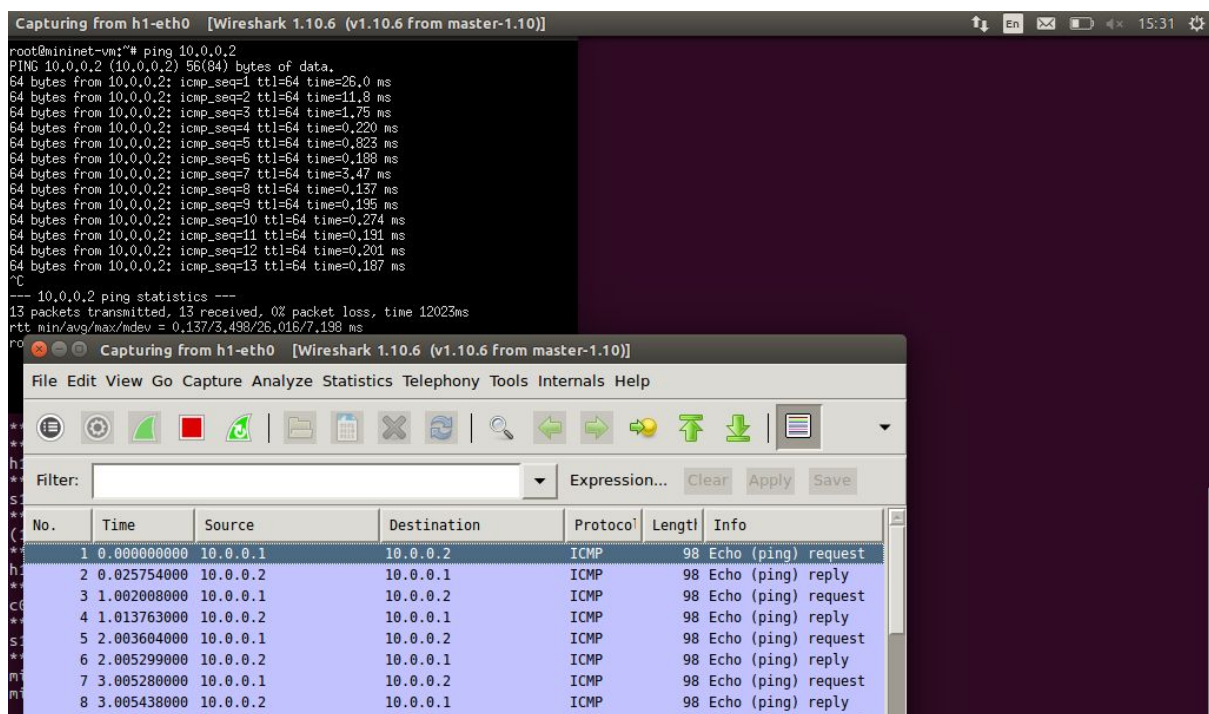 Capturing from h1-eth0 [Wireshark 1.10.6 (v1.10.6 from master-1.10)]
En 15:31
root@mininet-vm:~# ping 10.0.0.2
PING 10.0.0.2 (10.0.0.2) 56(84) bytes of data.
64 bytes from 10.0.0.2: icmp_seq=1 ttl=64 time=26.0 ms
64 bytes from 10.0.0.2: icmp_seq=2 ttl=64 time=11.8 ms
64 bytes from 10.0.0.2: icmp_seq=3 ttl=64 time=1.75 ms
64 bytes from 10.0.0.2: icmp_seq=4 ttl=64 time=0.220 ms
64 bytes from 10.0.0.2: icmp_seq=5 ttl=64 time=0.823 ms
64 bytes from 10.0.0.2: icmp_seq=6 ttl=64 time=0.188 ms
64 bytes from 10.0.0.2: icmp_seq=7 ttl=64 time=3.47 ms
64 bytes from 10.0.0.2: icmp_seq=8 ttl=64 time=0.137 ms
64 bytes from 10.0.0.2: icmp_seq=9 ttl=64 time=0.195 ms
64 bytes from 10.0.0.2: icmp_seq=10 ttl=64 time=0.274 ms
64 bytes from 10.0.0.2: icmp_seq=11 ttl=64 time=0.191 ms
64 bytes from 10.0.0.2: icmp_seq=12 ttl=64 time=0.201 ms
64 bytes from 10.0.0.2: icmp_seq=13 ttl=64 time=0.187 ms
^C
--- 10.0.0.2 ping statistics ---
13 packets transmitted, 13 received, 0% packet loss, time 12023ms
rtt min/avg/max/mdev = 0.137/3.498/26.016/7.198 ms
ro
Capturing from h1-eth0 [Wireshark 1.10.6 (v1.10.6 from master-1.10)]
File Edit View Go Capture Analyze Statistics Telephony Tools Internals Help
Filter: Expression... Clear Apply Save
No. Time Source Destination Protocol Length Info
1 0.000000000 10.0.0.1 10.0.0.2 ICMP 98 Echo (ping) request
2 0.025754000 10.0.0.2 10.0.0.1 ICMP 98 Echo (ping) reply
3 1.002008000 10.0.0.1 10.0.0.2 ICMP 98 Echo (ping) request
4 1.013763000 10.0.0.2 10.0.0.1 ICMP 98 Echo (ping) reply
5 2.003604000 10.0.0.1 10.0.0.2 ICMP 98 Echo (ping) request
6 2.005299000 10.0.0.2 10.0.0.1 ICMP 98 Echo (ping) reply
7 3.005280000 10.0.0.1 10.0.0.2 ICMP 98 Echo (ping) request
8 3.005438000 10.0.0.2 10.0.0.1 ICMP 98 Echo (ping) reply